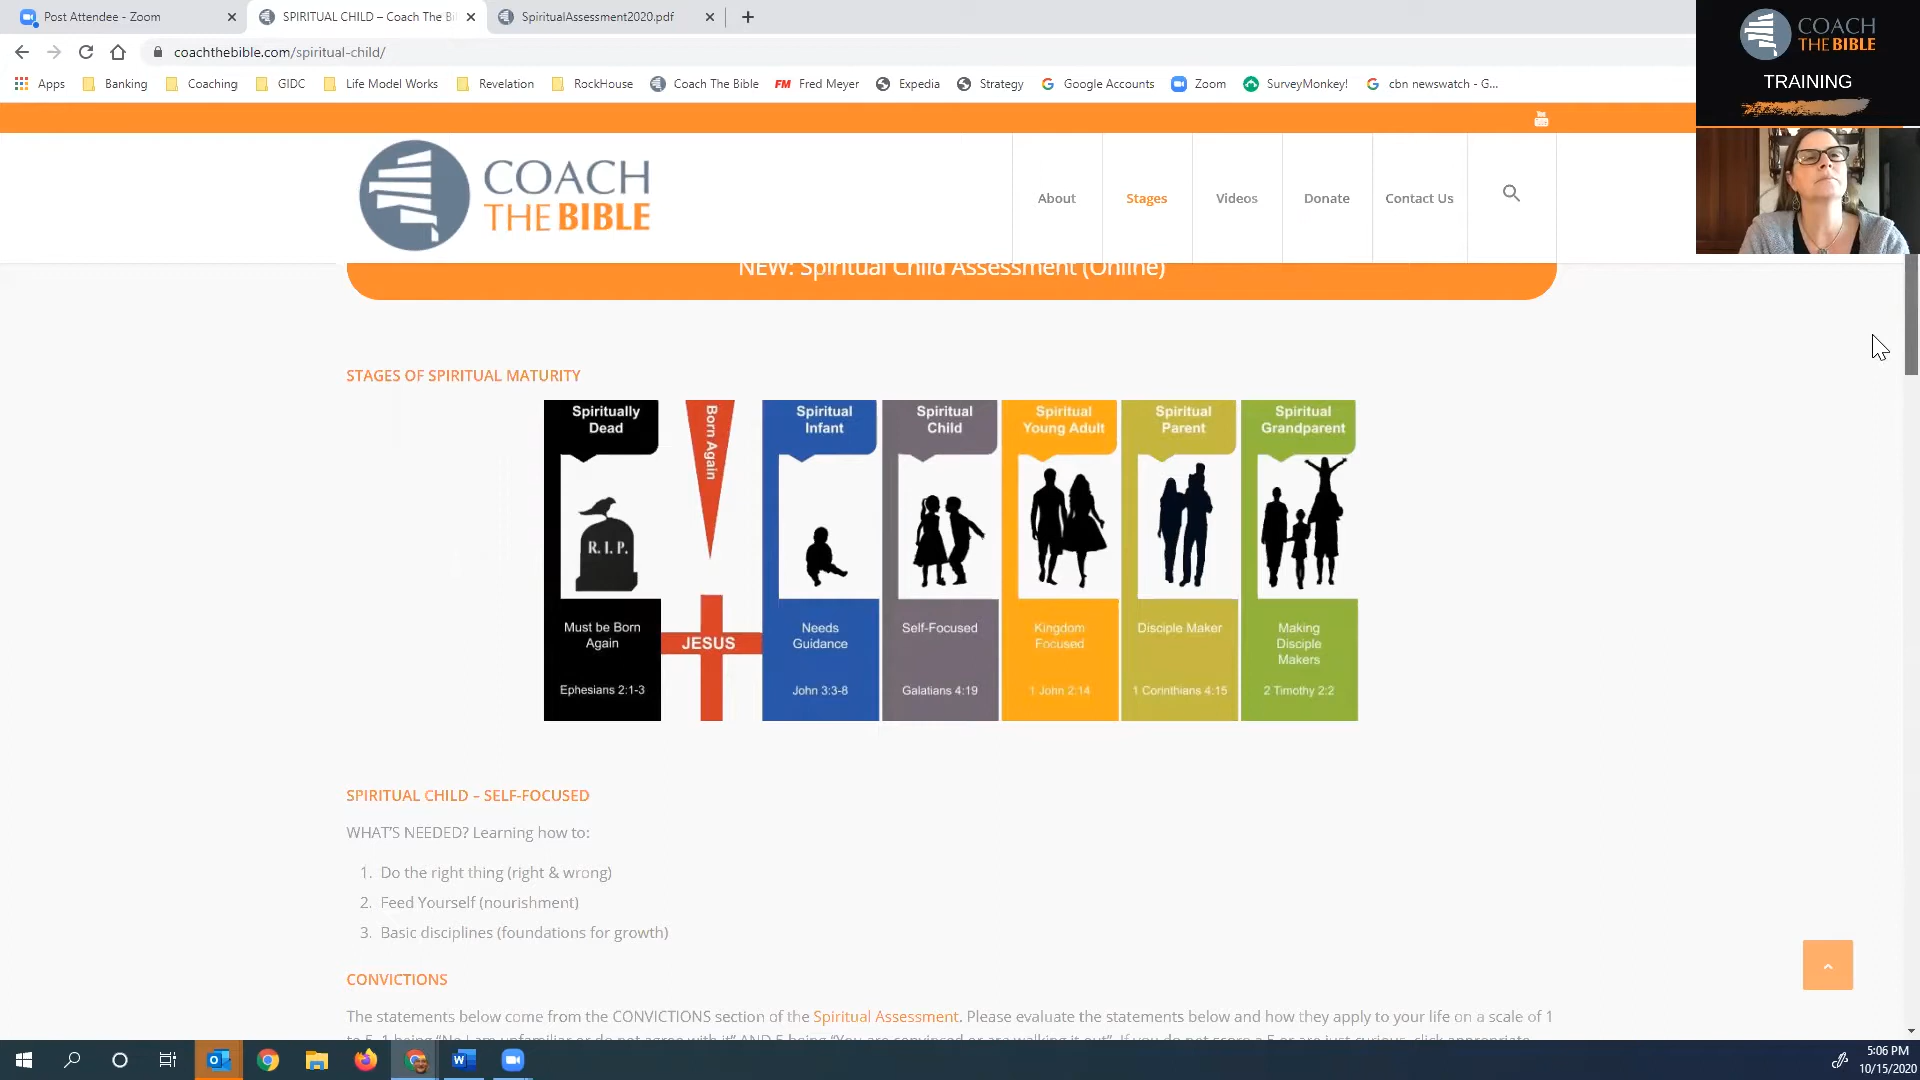 Post Attendee - Zoom
SPIRITUAL CHILD – Coach The Bi
SpiritualAssessment2020.pdf
coachthebible.com/spiritual-child/
Apps
Banking
Coaching
GIDC
Life Model Works
Revelation
RockHouse
Coach The Bible
FM Fred Meyer
Expedia
Strategy
Google Accounts
Zoom
SurveyMonkey!
cbn newswatch - G...
COACH
THE BIBLE
TRAINING
COACH
THE BIBLE
About
Stages
Videos
Donate
Contact Us
NEW: Spiritual Child Assessment (Online)
STAGES OF SPIRITUAL MATURITY
Spiritually
Dead
Born Again
Spiritual
Infant
Spiritual
Child
Spiritual
Young Adult
Spiritual
Parent
Spiritual
Grandparent
R.I.P.
Must be Born
Again
Ephesians 2:1-3
JESUS
Needs
Guidance
John 3:3-8
Self-Focused
Galatians 4:19
Kingdom
Focused
1 John 2:14
Disciple Maker
1 Corinthians 4:15
Making
Disciple
Makers
2 Timothy 2:2
SPIRITUAL CHILD – SELF-FOCUSED
WHAT'S NEEDED? Learning how to:
1. Do the right thing (right & wrong)
2. Feed Yourself (nourishment)
3. Basic disciplines (foundations for growth)
CONVICTIONS
The statements below come from the CONVICTIONS section of the Spiritual Assessment. Please evaluate the statements below and how they apply to your life on a scale of 1
to 5, 1 being "No I am unfamiliar or do not agree with it" AND 5 being "You are convinced or are walking it out". If you do not score a 5 or are just curious, click appropriate
5:06 PM
10/15/2020